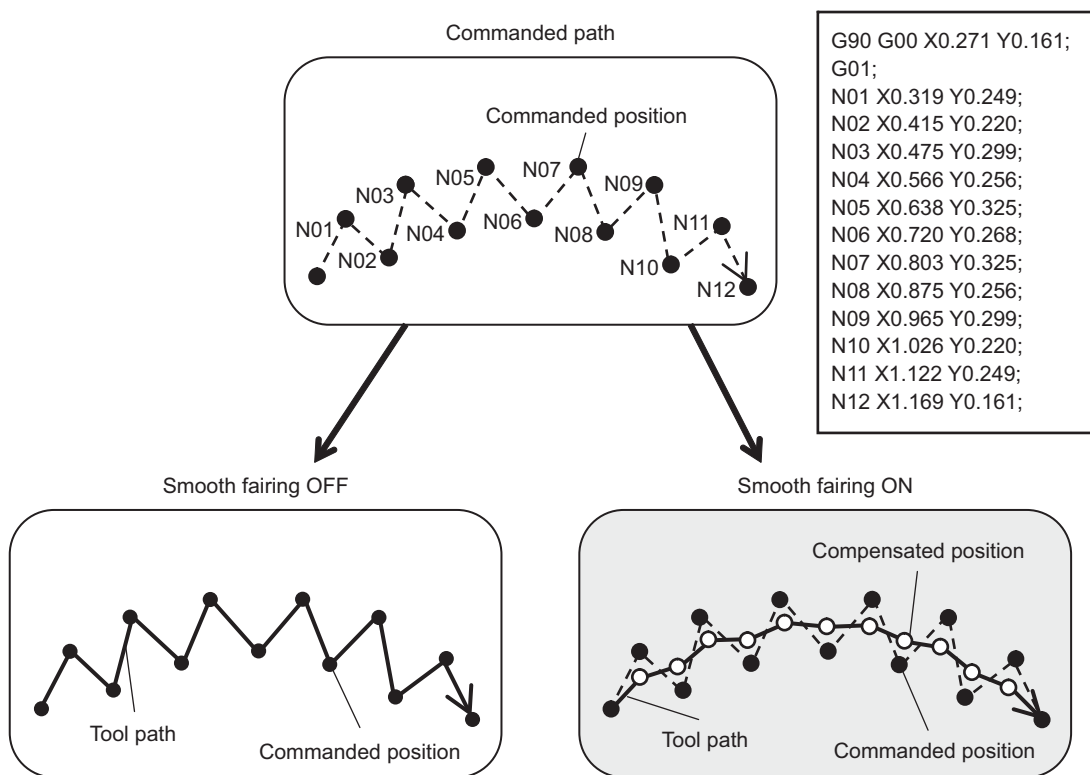 Commanded path
Commanded position
N01
N02
N03
N04
N05
N06
N07
N08
N09
N10
N11
N12
G90 G00 X0.271 Y0.161;
G01;
N01 X0.319 Y0.249;
N02 X0.415 Y0.220;
N03 X0.475 Y0.299;
N04 X0.566 Y0.256;
N05 X0.638 Y0.325;
N06 X0.720 Y0.268;
N07 X0.803 Y0.325;
N08 X0.875 Y0.256;
N09 X0.965 Y0.299;
N10 X1.026 Y0.220;
N11 X1.122 Y0.249;
N12 X1.169 Y0.161;
Smooth fairing OFF
Tool path
Commanded position
Smooth fairing ON
Compensated position
Tool path
Commanded position